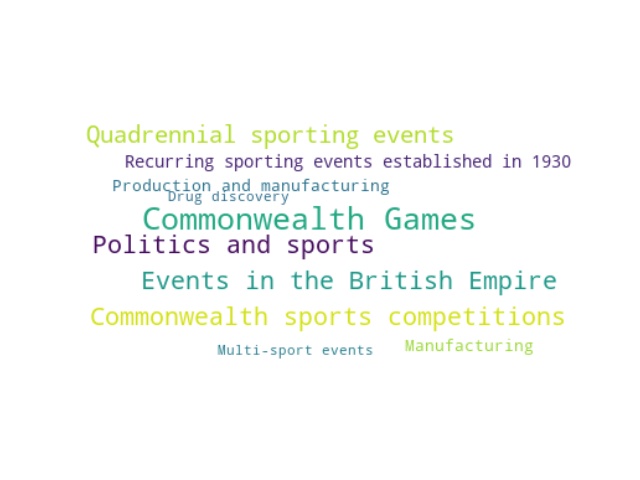 Quadrennial sporting events
Recurring sporting events established in 1930
Production and manufacturing
Drug discovery
Commonwealth Games
Politics and sports
Events in the British Empire
Commonwealth sports competitions
Manufacturing
Multi-sport events